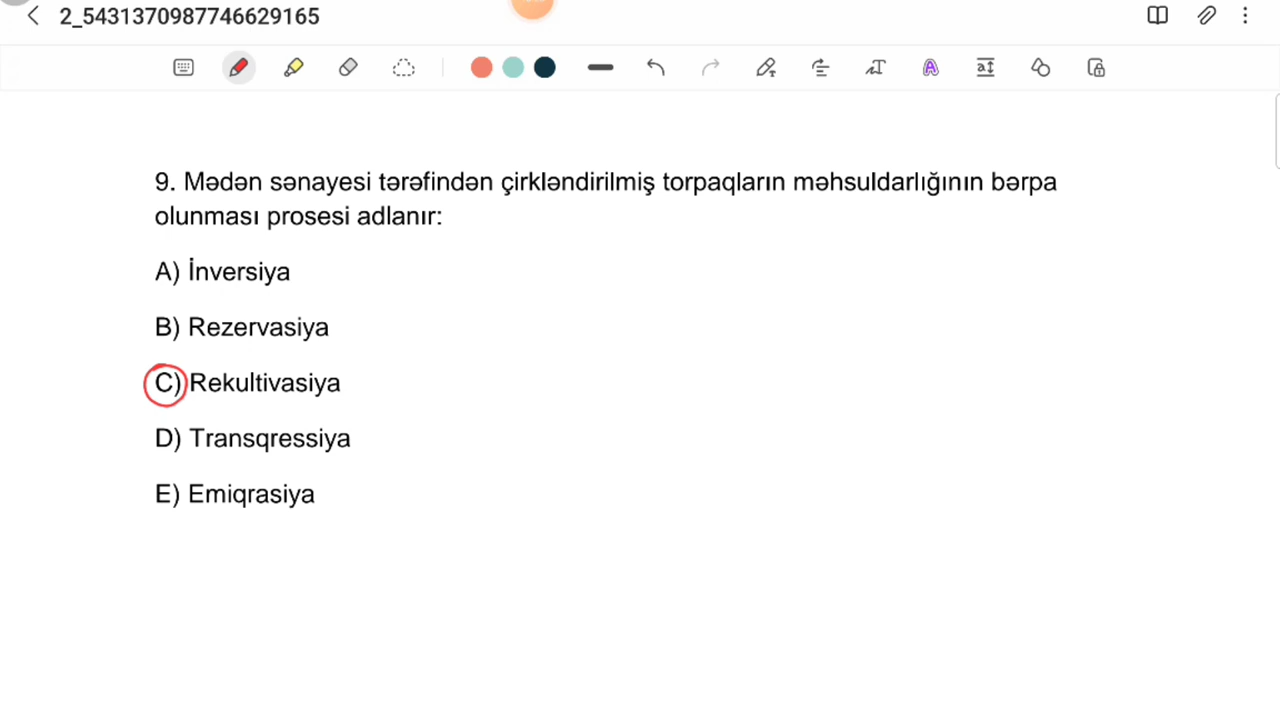 2_5431370987746629165
9. Mədən sənayesi tərəfindən çirkləndirilmiş torpaqların məhsuldarlığının bərpa
olunması prosesi adlanır:
A) İnversiya
B) Rezervasiya
C) Rekultivasiya
D) Transqressiya
E) Emiqrasiya